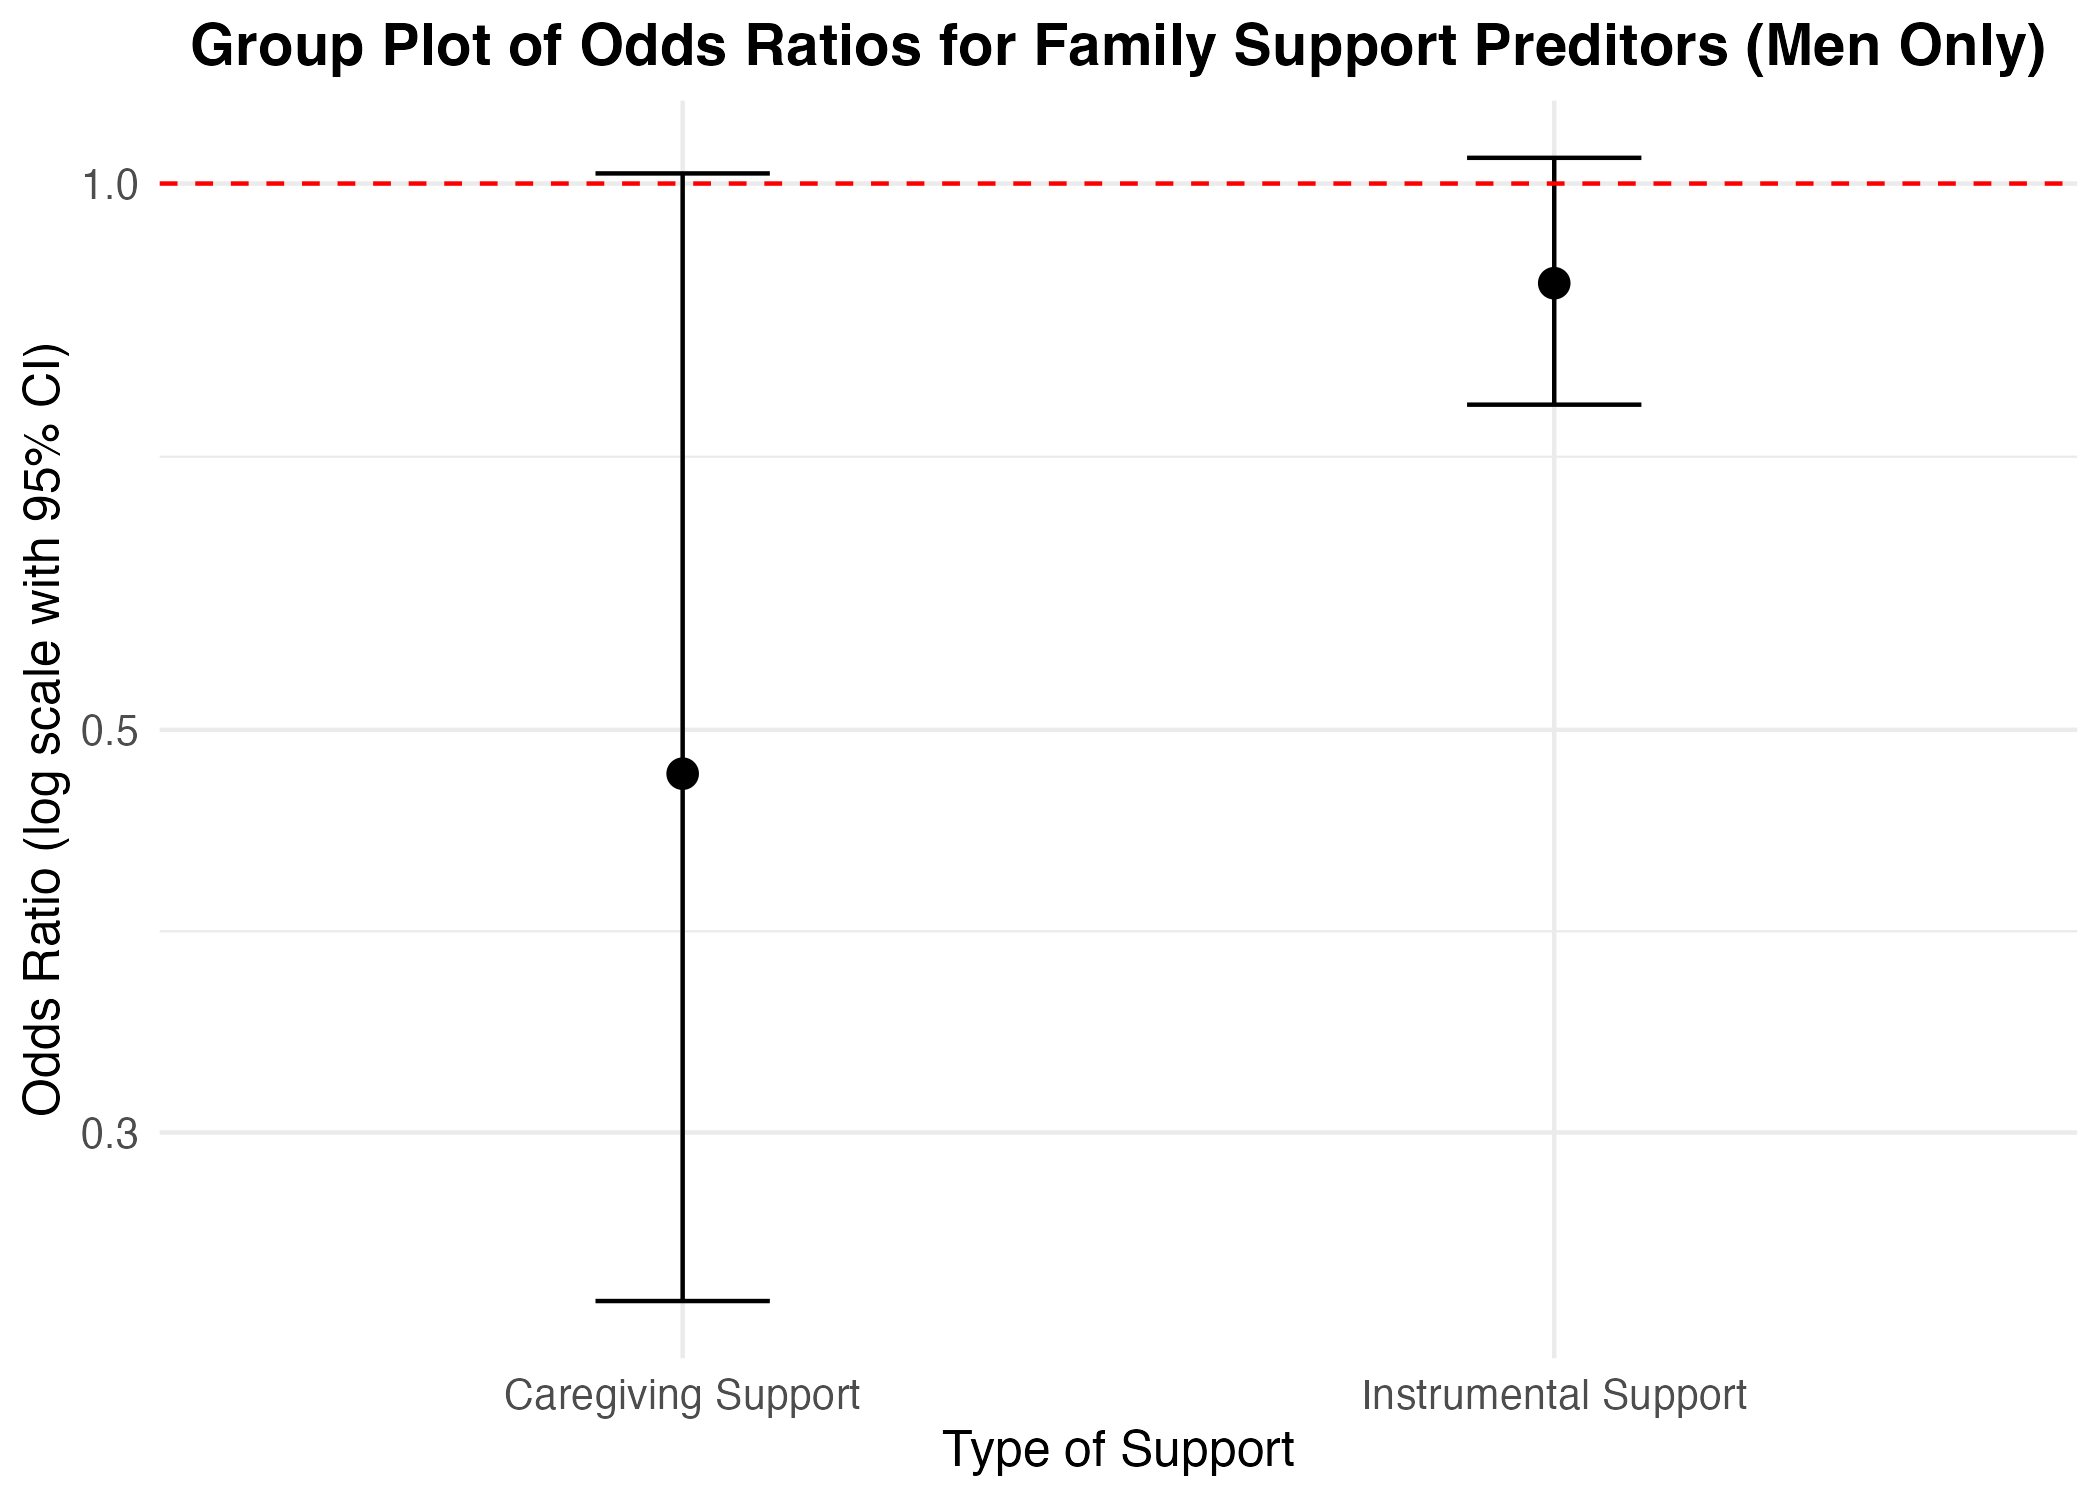 Group Plot of Odds Ratios for Family Support Preditors (Men Only)
Odds Ratio (log scale with 95% CI)
1.0
0.5
0.3
Caregiving Support
Instrumental Support
Type of Support